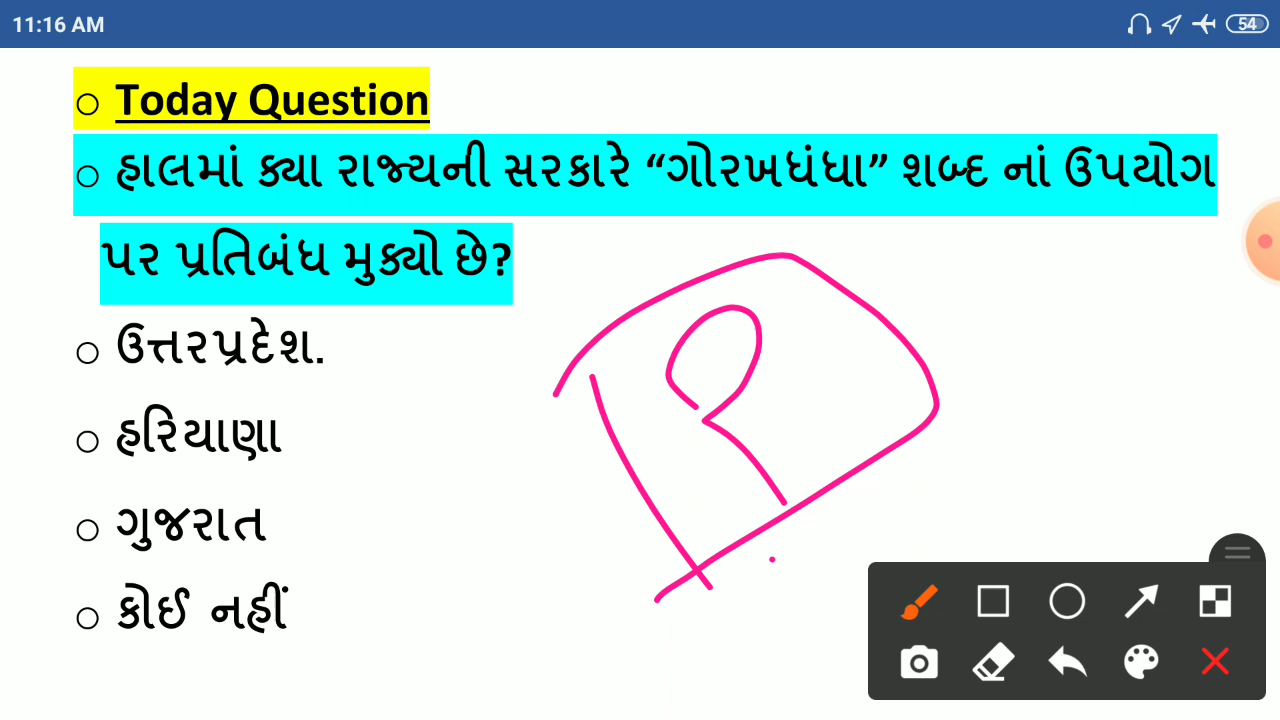 11:16 AM
54
Today Question
હાલમાં ક્યા રાજ્યની સરકારે “ગોરખધંધા” શબ્દ નાં ઉપયોગ
પર પ્રતિબંધ મુક્યો છે?
ઉત્તરપ્રદેશ.
હરિયાણા
ગુજરાત
કોઈ નહીં